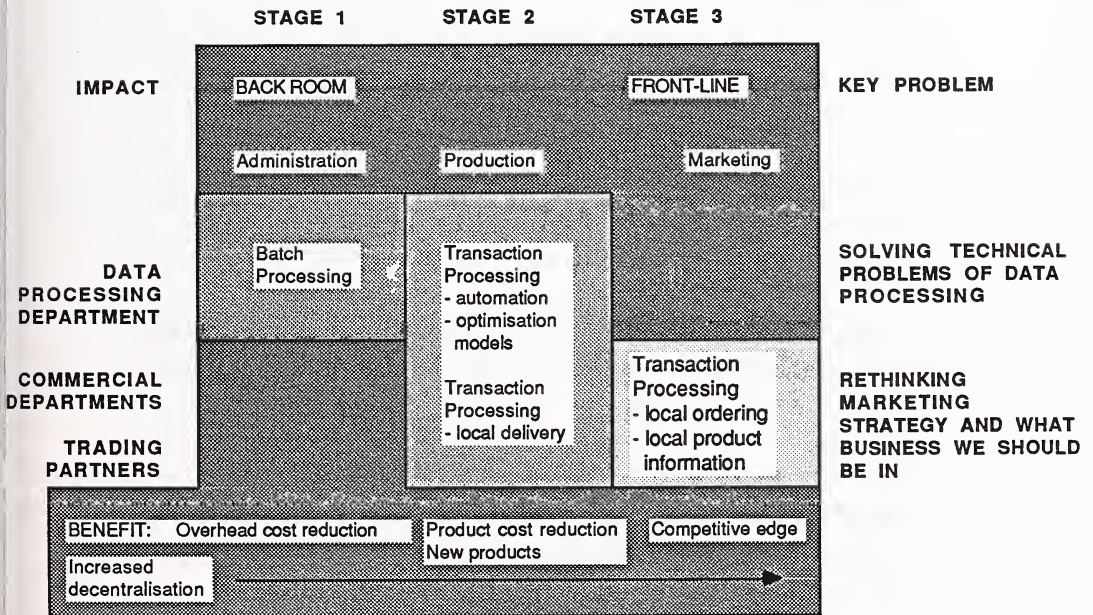 STAGE 1 STAGE 2 STAGE 3
IMPACT BACK ROOM FRONT-LINE KEY PROBLEM
Administration Production Marketing
DATA
PROCESSING
DEPARTMENT
Batch
Processing
Transaction
Processing
- automation
- optimisation
models
Transaction
Processing
- local delivery
SOLVING TECHNICAL
PROBLEMS OF DATA
PROCESSING
COMMERCIAL
DEPARTMENTS
TRADING
PARTNERS
Transaction
Processing
- local ordering
- local product
information
RETHINKING
MARKETING
STRATEGY AND WHAT
BUSINESS WE SHOULD
BE IN
BENEFIT: Overhead cost reduction
Product cost reduction
New products
Competitive edge
Increased
decentralisation